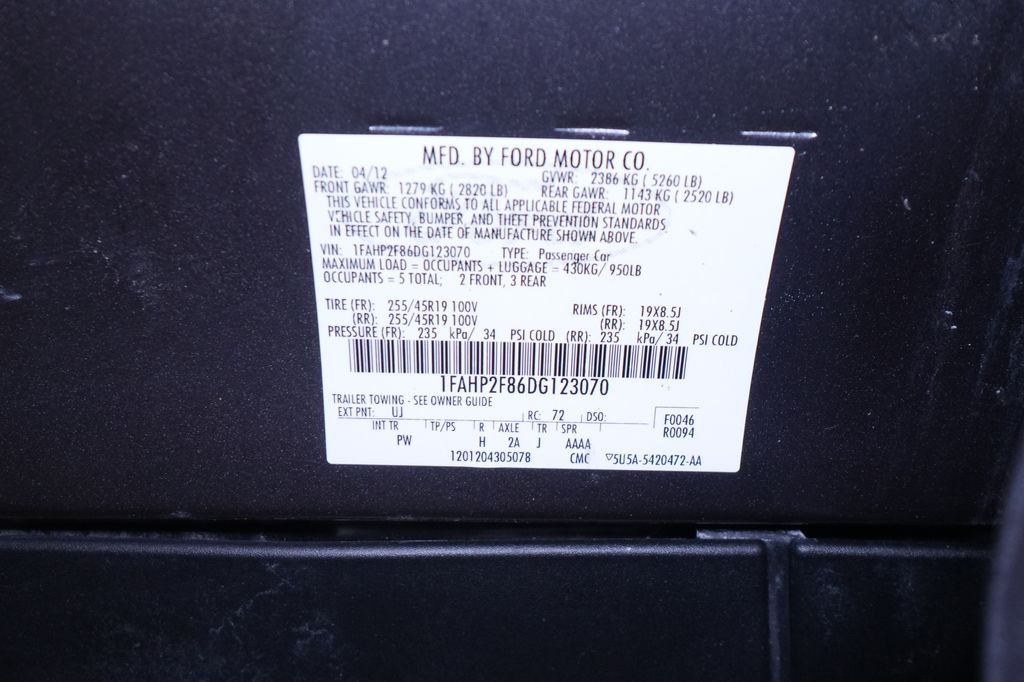 MFD. BY FORD MOTOR CO.
DATE: 04/12 GVWR: 2386 KG ( 5260 LB)
FRONT GAWR: 1279 KG ( 2820 LB) REAR GAWR: 1143 KG ( 2520 LB)
THIS VEHICLE CONFORMS TO ALL APPLICABLE FEDERAL MOTOR
VEHICLE SAFETY, BUMPER, AND THEFT PREVENTION STANDARDS
IN EFFECT ON THE DATE OF MANUFACTURE SHOWN ABOVE.
VIN: 1FAHP2F86DG123070 TYPE: Passenger Car
MAXIMUM LOAD = OCCUPANTS + LUGGAGE = 430KG/ 950LB
OCCUPANTS = 5 TOTAL; 2 FRONT, 3 REAR
TIRE (FR): 255/45R19 100V RIMS (FR): 19X8.5J
(RR): 255/45R19 100V (RR): 19X8.5J
PRESSURE (FR): 235 kPa/ 34 PSI COLD (RR): 235 kPa/ 34 PSI COLD
1FAHP2F86DG123070
TRAILER TOWING - SEE OWNER GUIDE
EXT PNT: UJ RC: 72 DSO: F0046
INT TR TP/PS R AXLE TR SPR R0094
PW H 2A J AAAA
1201204305078 CMC ▽5U5A-5420472-AA